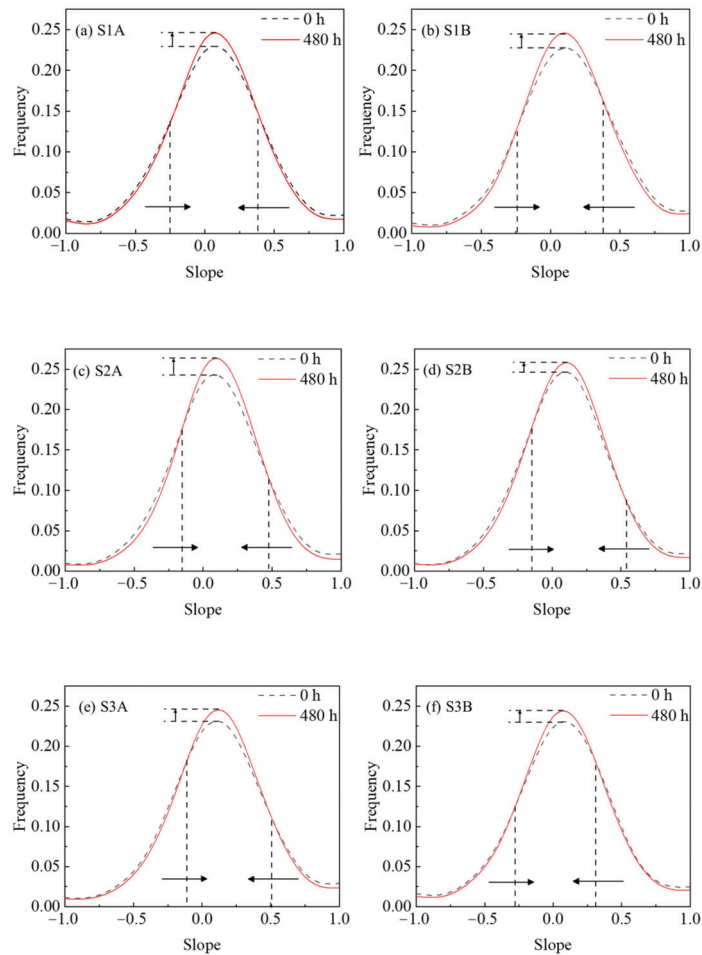 (a) S1A
0 h
480 h
0.25
0.20
0.15
0.10
0.05
0.00
Frequency
−1.0
−0.5
0.0
0.5
1.0
Slope
(b) S1B
0 h
480 h
0.25
0.20
0.15
0.10
0.05
0.00
Frequency
−1.0
−0.5
0.0
0.5
1.0
Slope
(c) S2A
0 h
480 h
0.25
0.20
0.15
0.10
0.05
0.00
Frequency
−1.0
−0.5
0.0
0.5
1.0
Slope
(d) S2B
0 h
480 h
0.25
0.20
0.15
0.10
0.05
0.00
Frequency
−1.0
−0.5
0.0
0.5
1.0
Slope
(e) S3A
0 h
480 h
0.25
0.20
0.15
0.10
0.05
0.00
Frequency
−1.0
−0.5
0.0
0.5
1.0
Slope
(f) S3B
0 h
480 h
0.25
0.20
0.15
0.10
0.05
0.00
Frequency
−1.0
−0.5
0.0
0.5
1.0
Slope